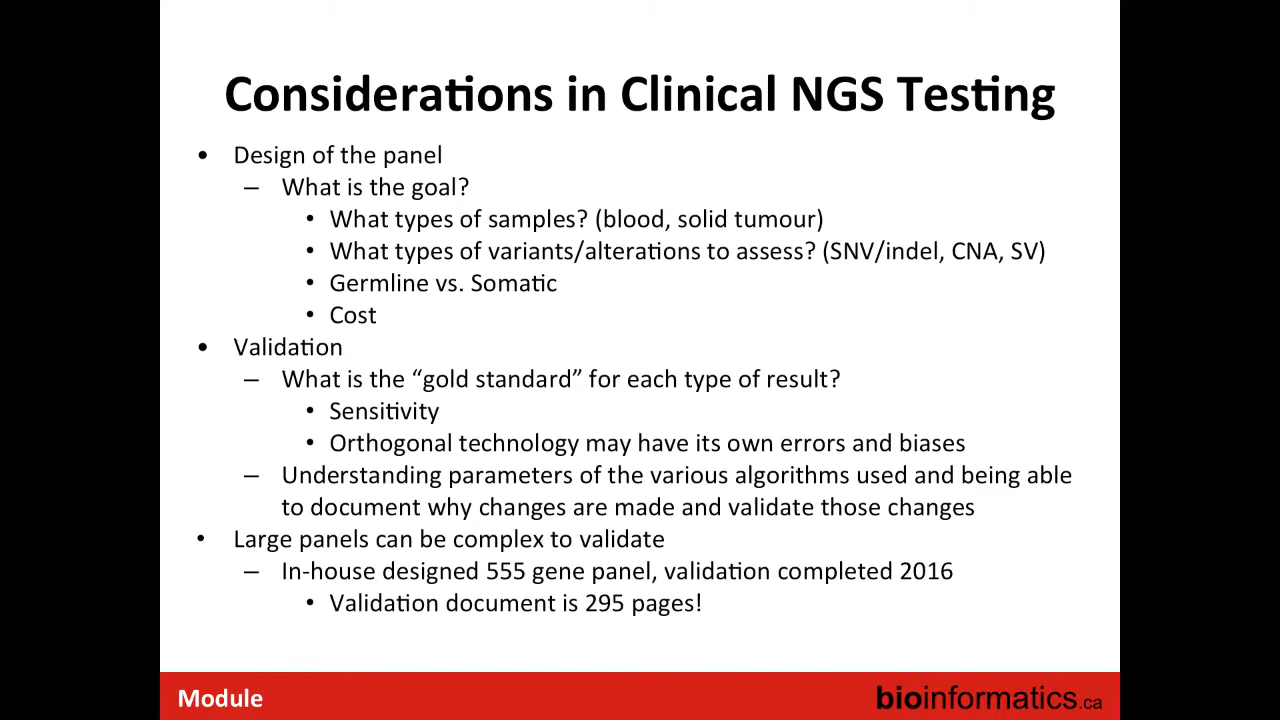 Considerations in Clinical NGS Testing
• Design of the panel
– What is the goal?
• What types of samples? (blood, solid tumour)
• What types of variants/alterations to assess? (SNV/indel, CNA, SV)
• Germline vs. Somatic
• Cost
• Validation
– What is the “gold standard” for each type of result?
• Sensitivity
• Orthogonal technology may have its own errors and biases
– Understanding parameters of the various algorithms used and being able
to document why changes are made and validate those changes
• Large panels can be complex to validate
– In-house designed 555 gene panel, validation completed 2016
• Validation document is 295 pages!
Module
bioinformatics.ca